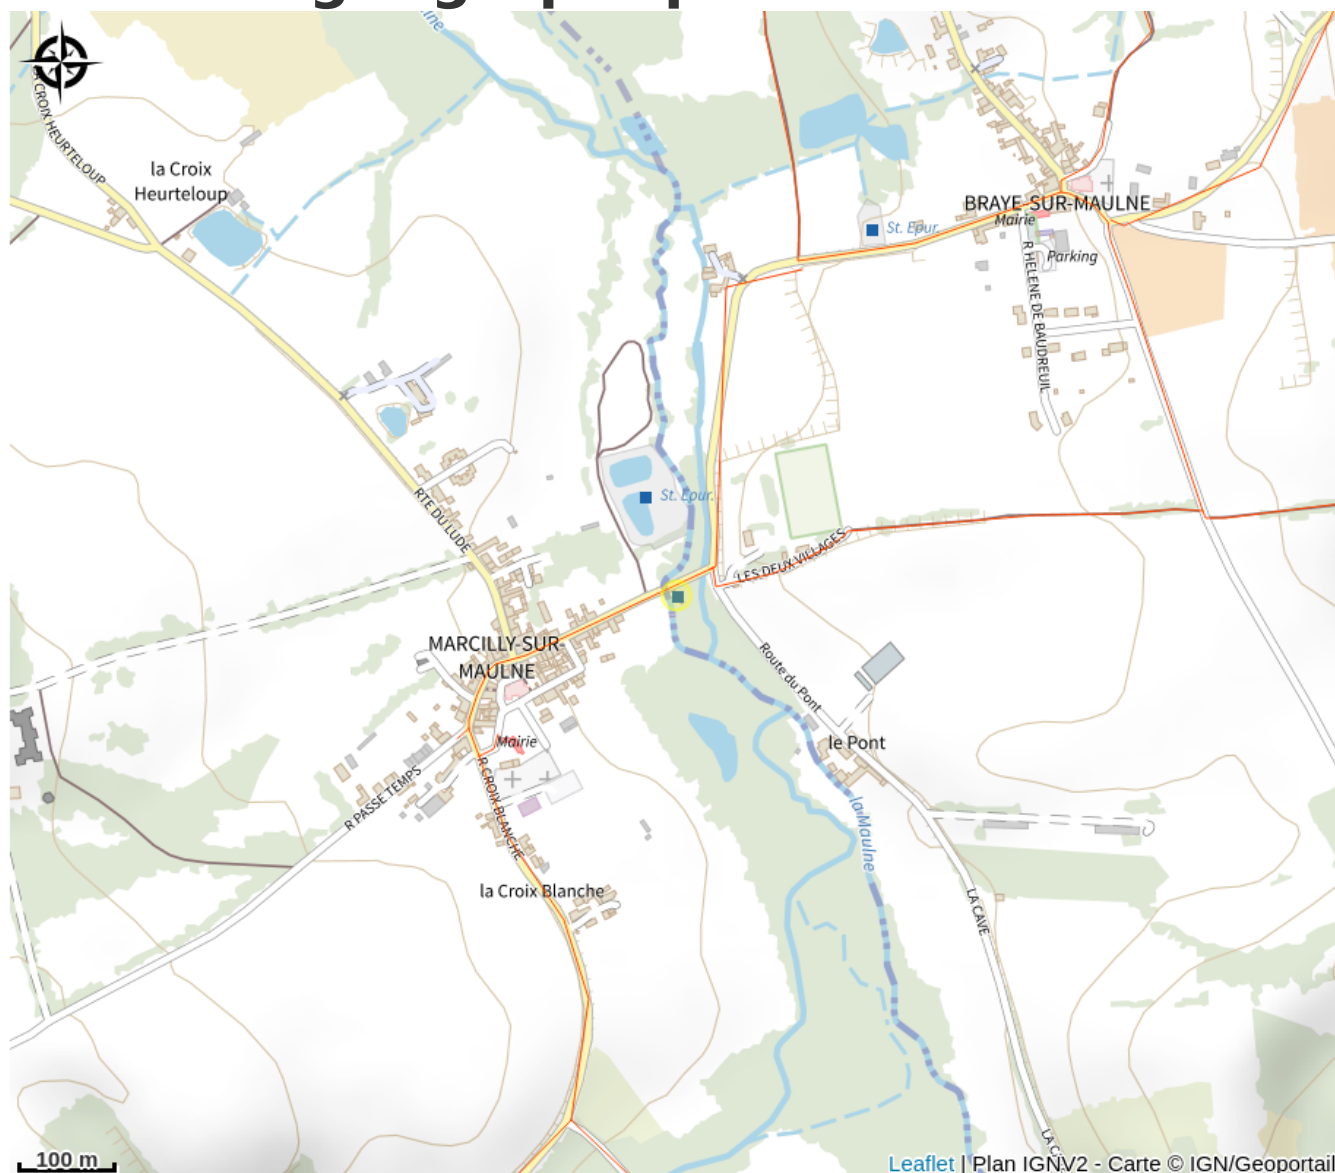 CROIX HEURTELOUP
la Croix
Heurteloup
BRAYE-SUR-MAULNE
Mairie
St. Epur.
Parking
R HELENE DE BAUDREUIL
RTE DU LUDE
St. Epur.
LES DEUX VILLAGES
MARCILLY-SUR-
MAULNE
Route du Pont
le Pont
Mairie
R PASSE TEMPS
R CROIX BLANCHE
la Maulne
la Croix Blanche
LA CAVE
100 m
Leaflet | Plan IGNV2 - Carte © IGN/Geoportail